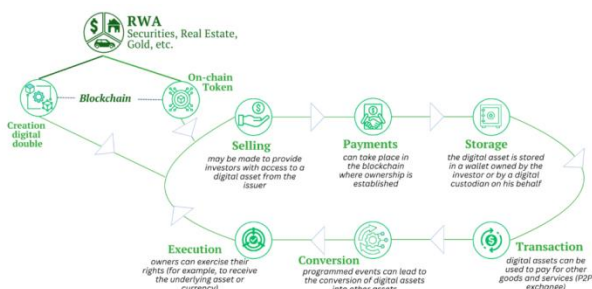 RWA
Securities, Real Estate,
Gold, etc.
On-chain
Token
Blockchain
Creation
digital
double
Selling
may be made to provide
investors with access to a
digital asset from the
issuer
Payments
can take place in
the blockchain
where ownership is
established
Storage
the digital asset is stored
in a wallet owned by the
investor or by a digital
custodian on his behalf
Execution
owners can exercise their
rights (for example, to receive
the underlying asset or
currency)
Conversion
programmed events can lead to
the conversion of digital assets
into other assets
Transaction
digital assets can be
used to pay for other
goods and services (P2P
exchange)